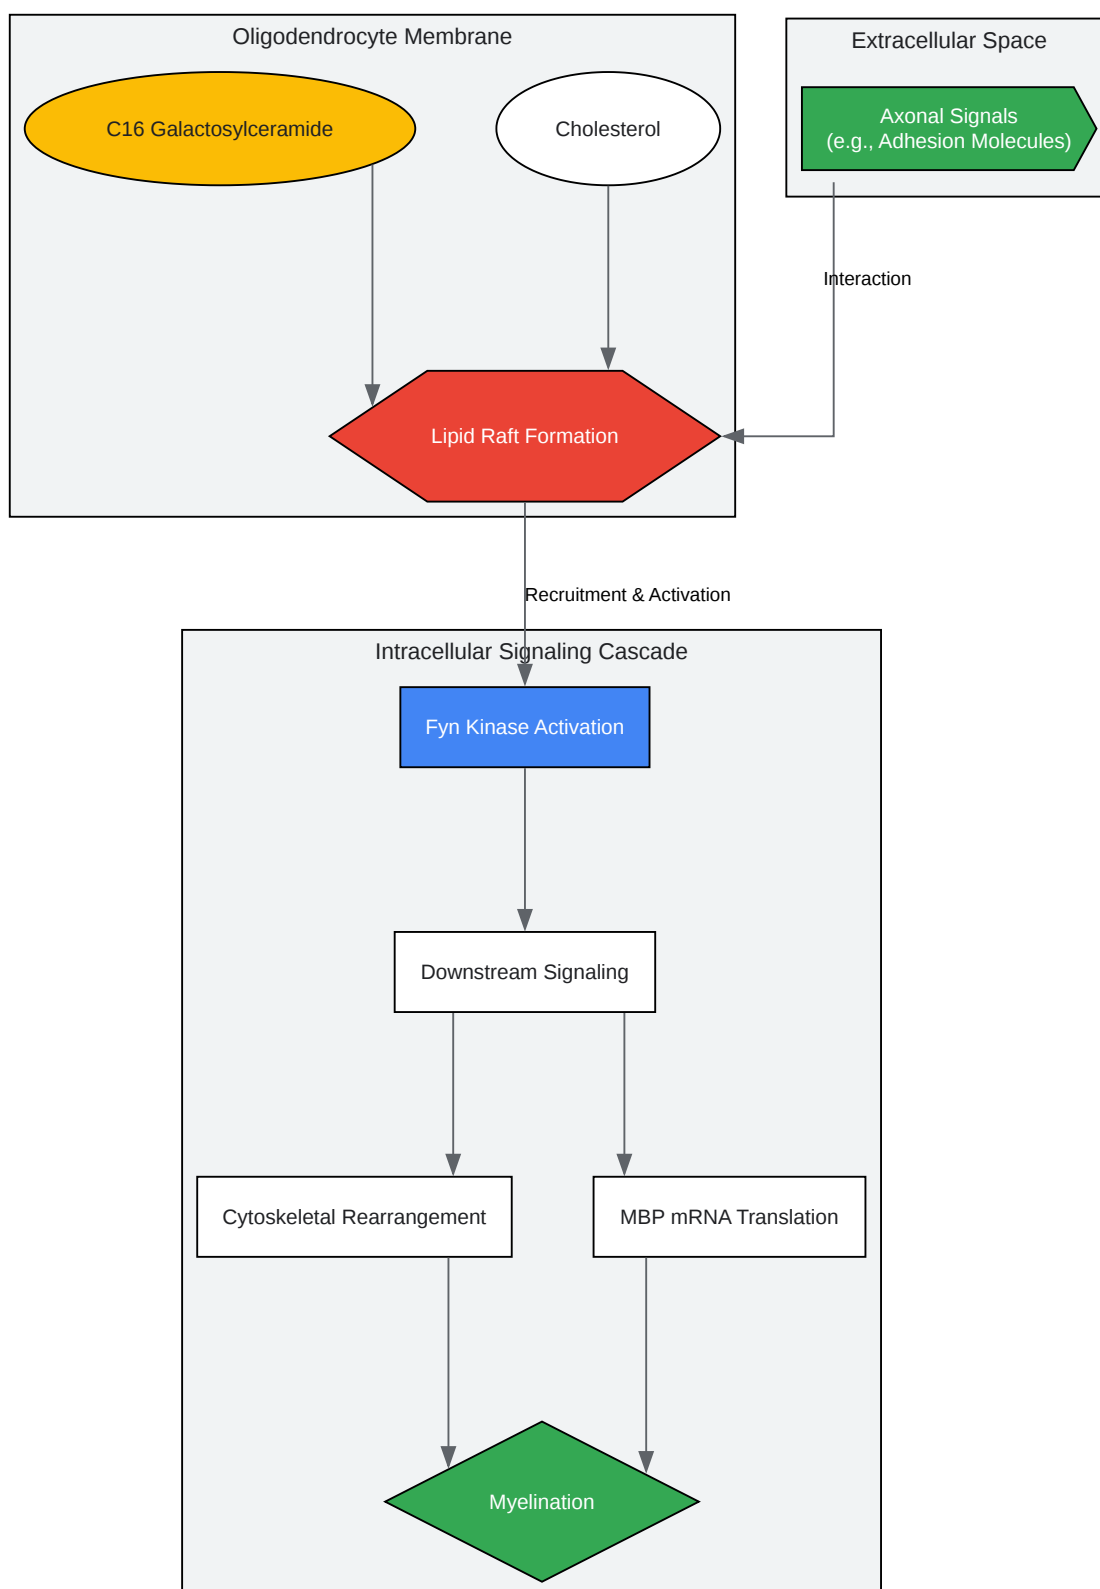 Oligodendrocyte Membrane
Extracellular Space
C16 Galactosylceramide
Cholesterol
Axonal Signals
(e.g., Adhesion Molecules)
Interaction
Lipid Raft Formation
Recruitment & Activation
Intracellular Signaling Cascade
Fyn Kinase Activation
Downstream Signaling
Cytoskeletal Rearrangement
MBP mRNA Translation
Myelination